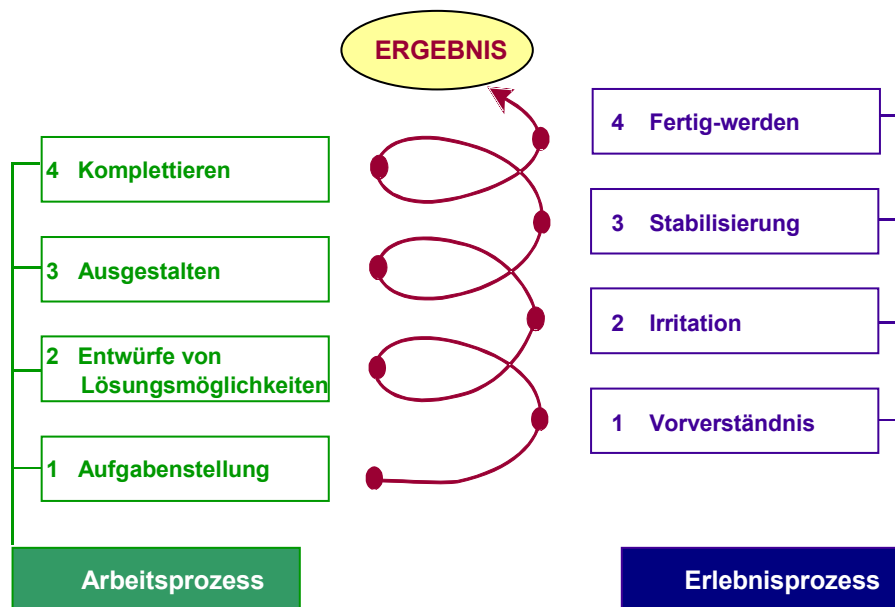 ERGEBNIS
4 Komplettieren
3 Ausgestalten
2 Entwürfe von
Lösungsmöglichkeiten
1 Aufgabenstellung
Arbeitsprozess
4 Fertig-werden
3 Stabilisierung
2 Irritation
1 Vorverständnis
Erlebnisprozess